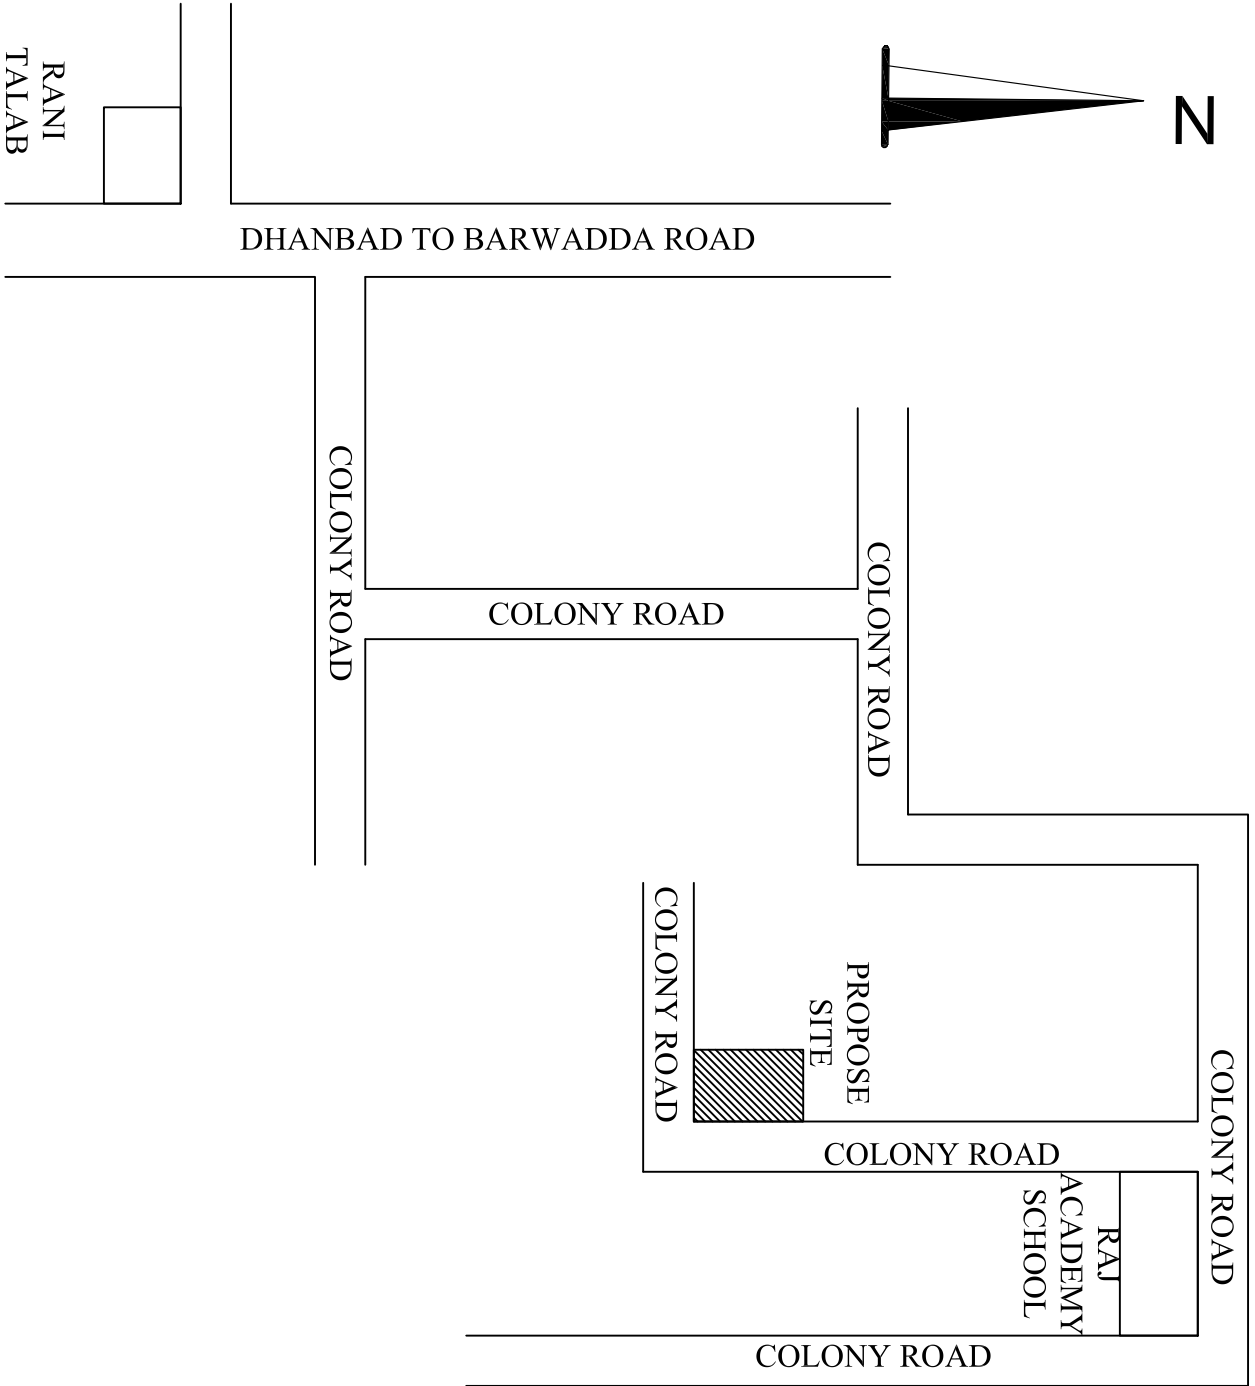 N
RANI
TALAB
DHANBAD TO BARWADDA ROAD
COLONY ROAD
COLONY ROAD
COLONY ROAD
COLONY ROAD
PROPOSE
SITE
COLONY ROAD
COLONY ROAD
RAJ
ACADEMY
SCHOOL
COLONY ROAD